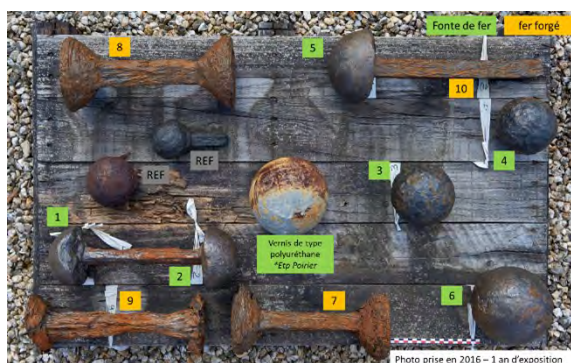 Fonte de fer
fer forgé
8
5
10
REF
4
REF
3
1
Vernis de type
polyuréthane
*Etp Poirier
2
6
9
7
Photo prise en 2016 – 1 an d'exposition